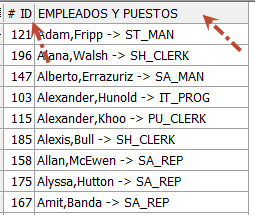 # ID EMPLEADOS Y PUESTOS
121 Adam,Fripp -> ST_MAN
196 Alana,Walsh -> SH_CLERK
147 Alberto,Errazuriz -> SA_MAN
103 Alexander,Hunold -> IT_PROG
115 Alexander,Khoo -> PU_CLERK
185 Alexis,Bull -> SH_CLERK
158 Allan,McEwen -> SA_REP
175 Alyssa,Hutton -> SA_REP
167 Amit,Banda -> SA_REP